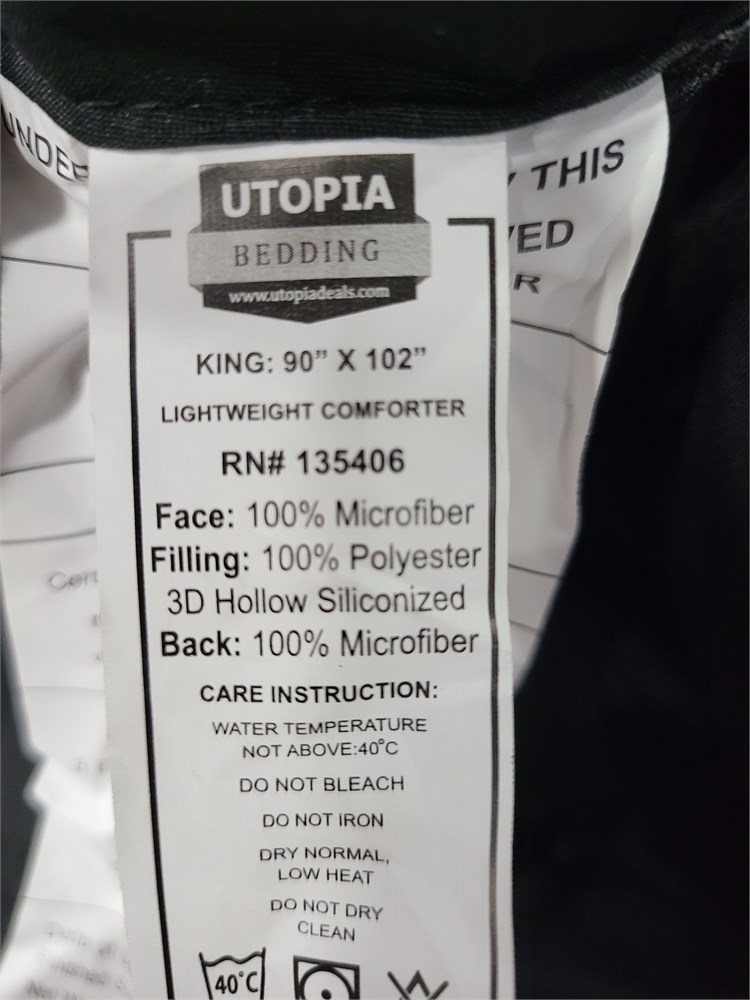 UTOPIA
BEDDING
www.utopiadeals.com
KING: 90” X 102”
LIGHTWEIGHT COMFORTER
RN# 135406
Face: 100% Microfiber
Filling: 100% Polyester
3D Hollow Siliconized
Back: 100% Microfiber
CARE INSTRUCTION:
WATER TEMPERATURE
NOT ABOVE:40°C
DO NOT BLEACH
DO NOT IRON
DRY NORMAL,
LOW HEAT
DO NOT DRY
CLEAN
40°C
THIS